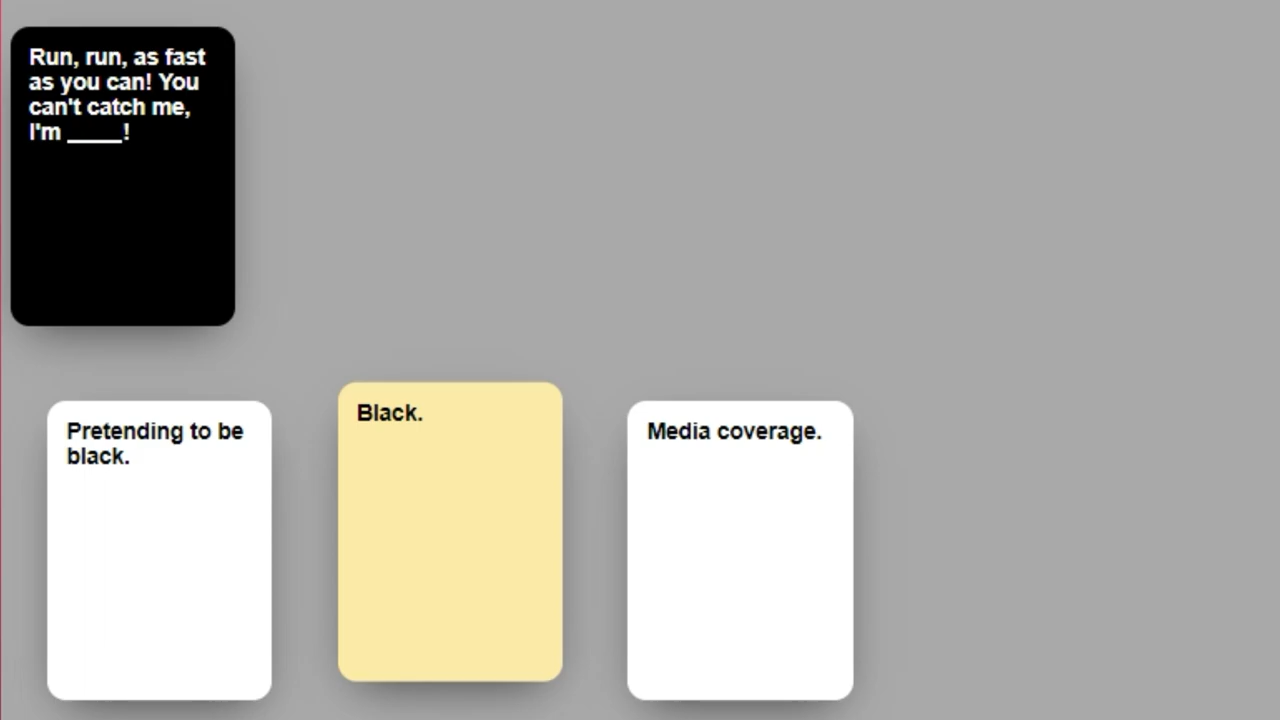 Run, run, as fast
as you can! You
can't catch me,
I'm _____!
Pretending to be
black.
Black.
Media coverage.